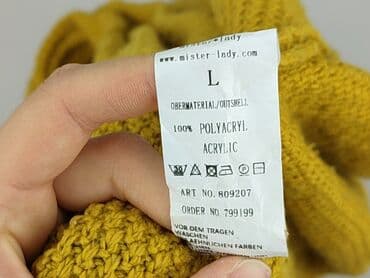 www.mister-lady.com
L
OBERMATERIAL/OUTSHELL
100% POLYACRYL
ACRYLIC
ART NO. 809207
ORDER NO. 799199
VOR DEM TRAGEN
WASCHEN
ÄHNLICHEN FARBEN